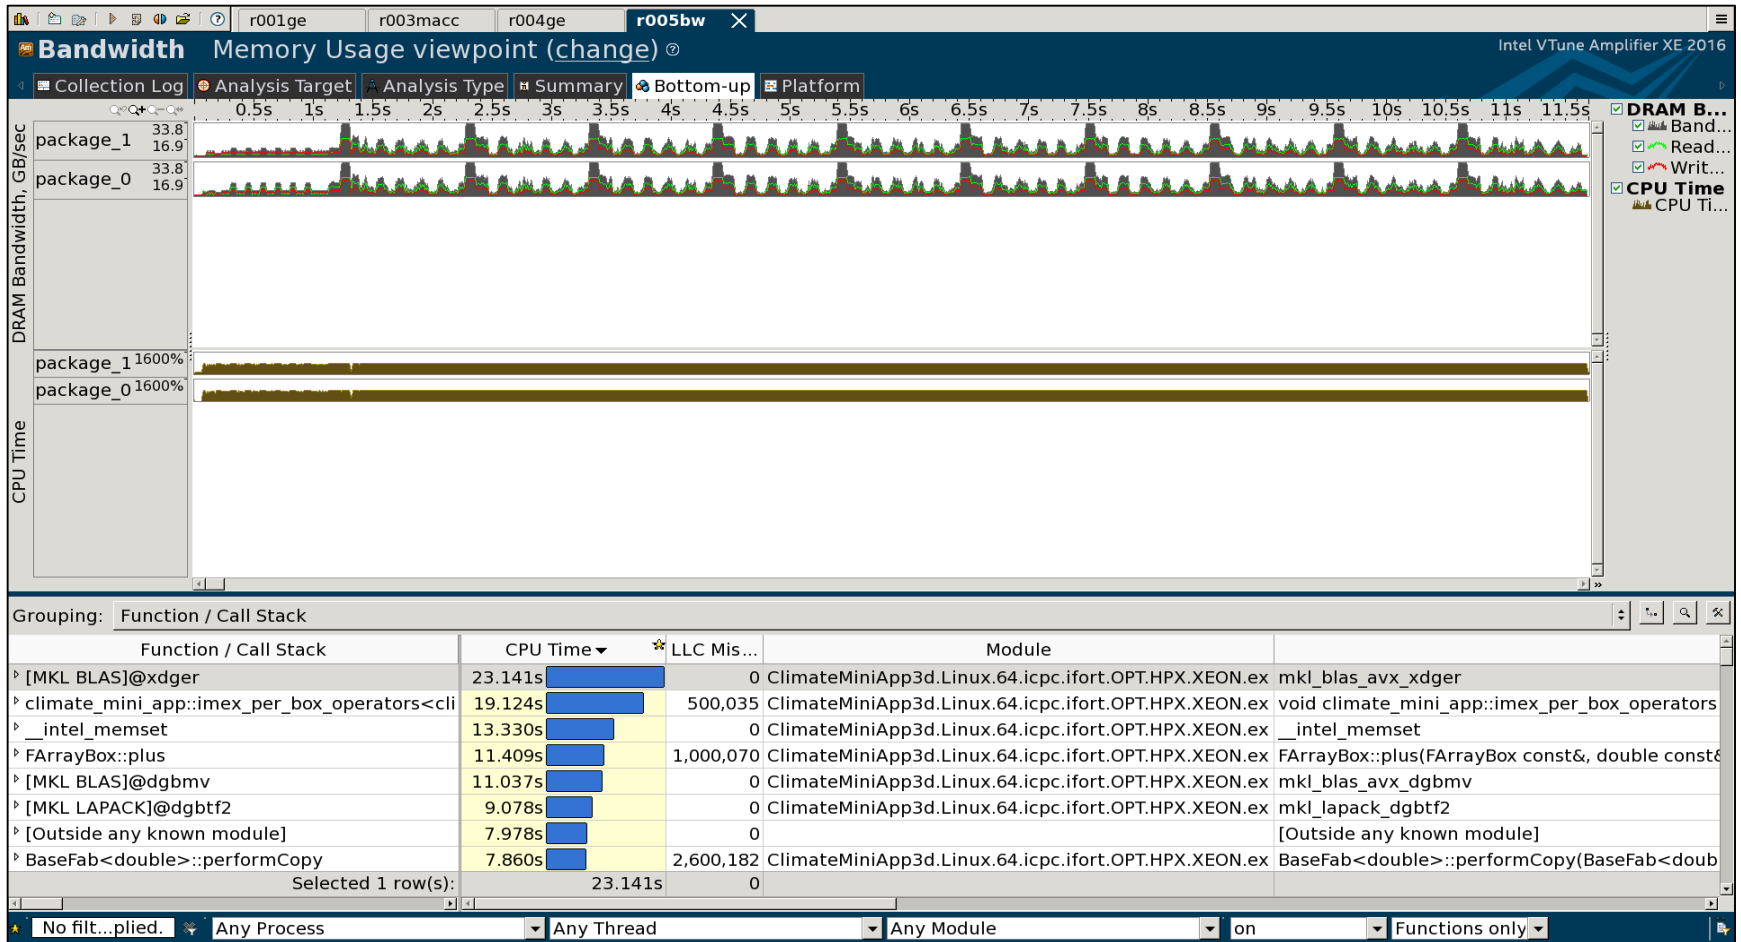 r001ge r003macc r004ge r005bw
Bandwidth Memory Usage viewpoint (change)
Intel VTune Amplifier XE 2016
Collection Log Analysis Target Analysis Type Summary Bottom-up Platform
0.5s 1s 1.5s 2s 2.5s 3s 3.5s 4s 4.5s 5s 5.5s 6s 6.5s 7s 7.5s 8s 8.5s 9s 9.5s 10s 10.5s 11s 11.5s
DRAM Bandwidth, GB/sec
package_1 33.8 16.9
package_0 33.8 16.9
DRAM B...
Band...
Read...
Writ...
CPU Time
CPU Ti...
CPU Time
package_1 1600%
package_0 1600%
Grouping: Function / Call Stack
Function / Call Stack CPU Time LLC Mis... Module
[MKL BLAS]@xdger 23.141s 0 ClimateMiniApp3d.Linux.64.icpc.ifort.OPT.HPX.XEON.ex mkl_blas_avx_xdger
climate_mini_app::imex_per_box_operators<cli 19.124s 500,035 ClimateMiniApp3d.Linux.64.icpc.ifort.OPT.HPX.XEON.ex void climate_mini_app::imex_per_box_operators
__intel_memset 13.330s 0 ClimateMiniApp3d.Linux.64.icpc.ifort.OPT.HPX.XEON.ex __intel_memset
FArrayBox::plus 11.409s 1,000,070 ClimateMiniApp3d.Linux.64.icpc.ifort.OPT.HPX.XEON.ex FArrayBox::plus(FArrayBox const&, double const&
[MKL BLAS]@dgbmv 11.037s 0 ClimateMiniApp3d.Linux.64.icpc.ifort.OPT.HPX.XEON.ex mkl_blas_avx_dgbmv
[MKL LAPACK]@dgbtf2 9.078s 0 ClimateMiniApp3d.Linux.64.icpc.ifort.OPT.HPX.XEON.ex mkl_lapack_dgbtf2
[Outside any known module] 7.978s 0 [Outside any known module]
BaseFab<double>::performCopy 7.860s 2,600,182 ClimateMiniApp3d.Linux.64.icpc.ifort.OPT.HPX.XEON.ex BaseFab<double>::performCopy(BaseFab<doub
Selected 1 row(s): 23.141s 0
No filt...plied. Any Process Any Thread Any Module on Functions only